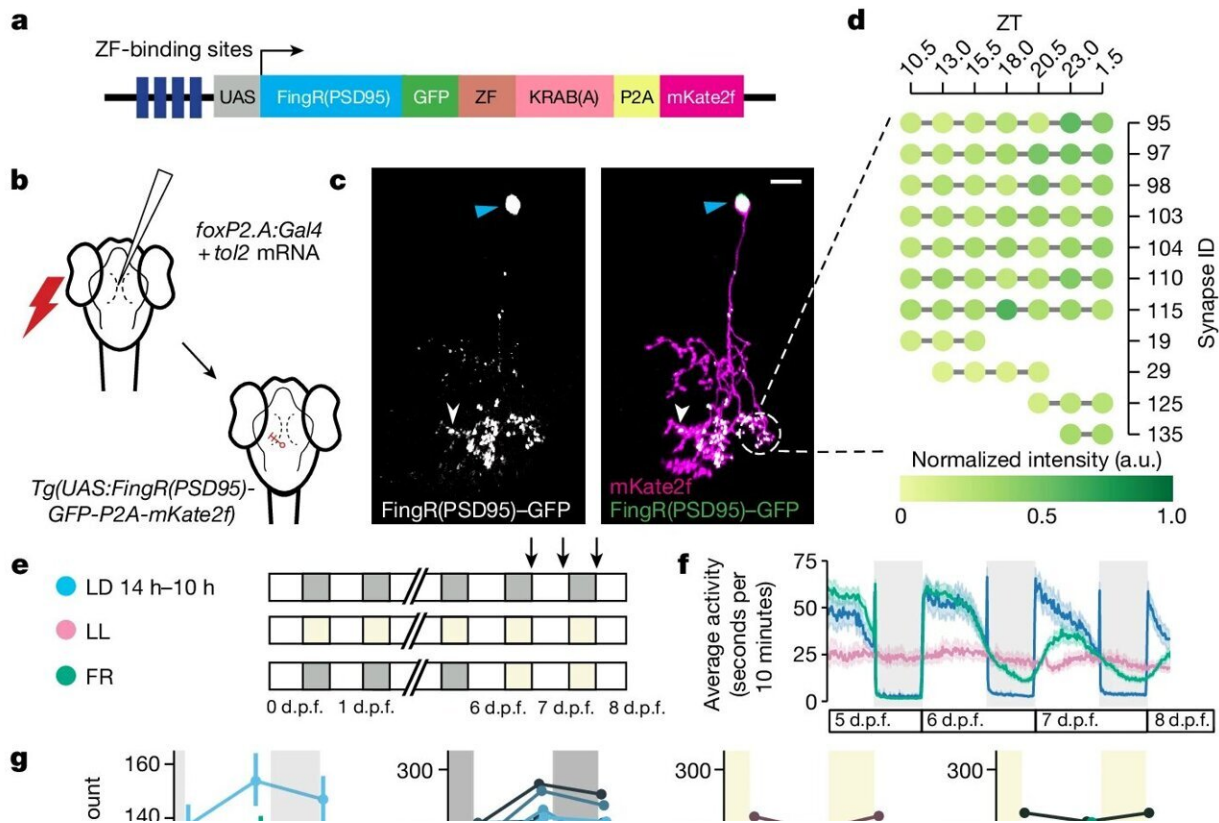 a
ZF-binding sites
UAS FingR(PSD95) GFP ZF KRAB(A) P2A mKate2f
b
foxP2.A:Gal4
+ tol2 mRNA
Tg(UAS:FingR(PSD95)-
GFP-P2A-mKate2f)
c
FingR(PSD95)–GFP
mKate2f
FingR(PSD95)–GFP
d
ZT
10.5 13.0 15.5 18.0 20.5 23.0 1.5
95
97
98
103
104
110
115
19
29
125
135
Synapse ID
Normalized intensity (a.u.)
0 0.5 1.0
e
LD 14 h–10 h
LL
FR
0 d.p.f. 1 d.p.f. 6 d.p.f. 7 d.p.f. 8 d.p.f.
f
Average activity
(seconds per
10 minutes)
75
50
25
0
5 d.p.f. 6 d.p.f. 7 d.p.f. 8 d.p.f.
g
160
140
ount
300
300
300